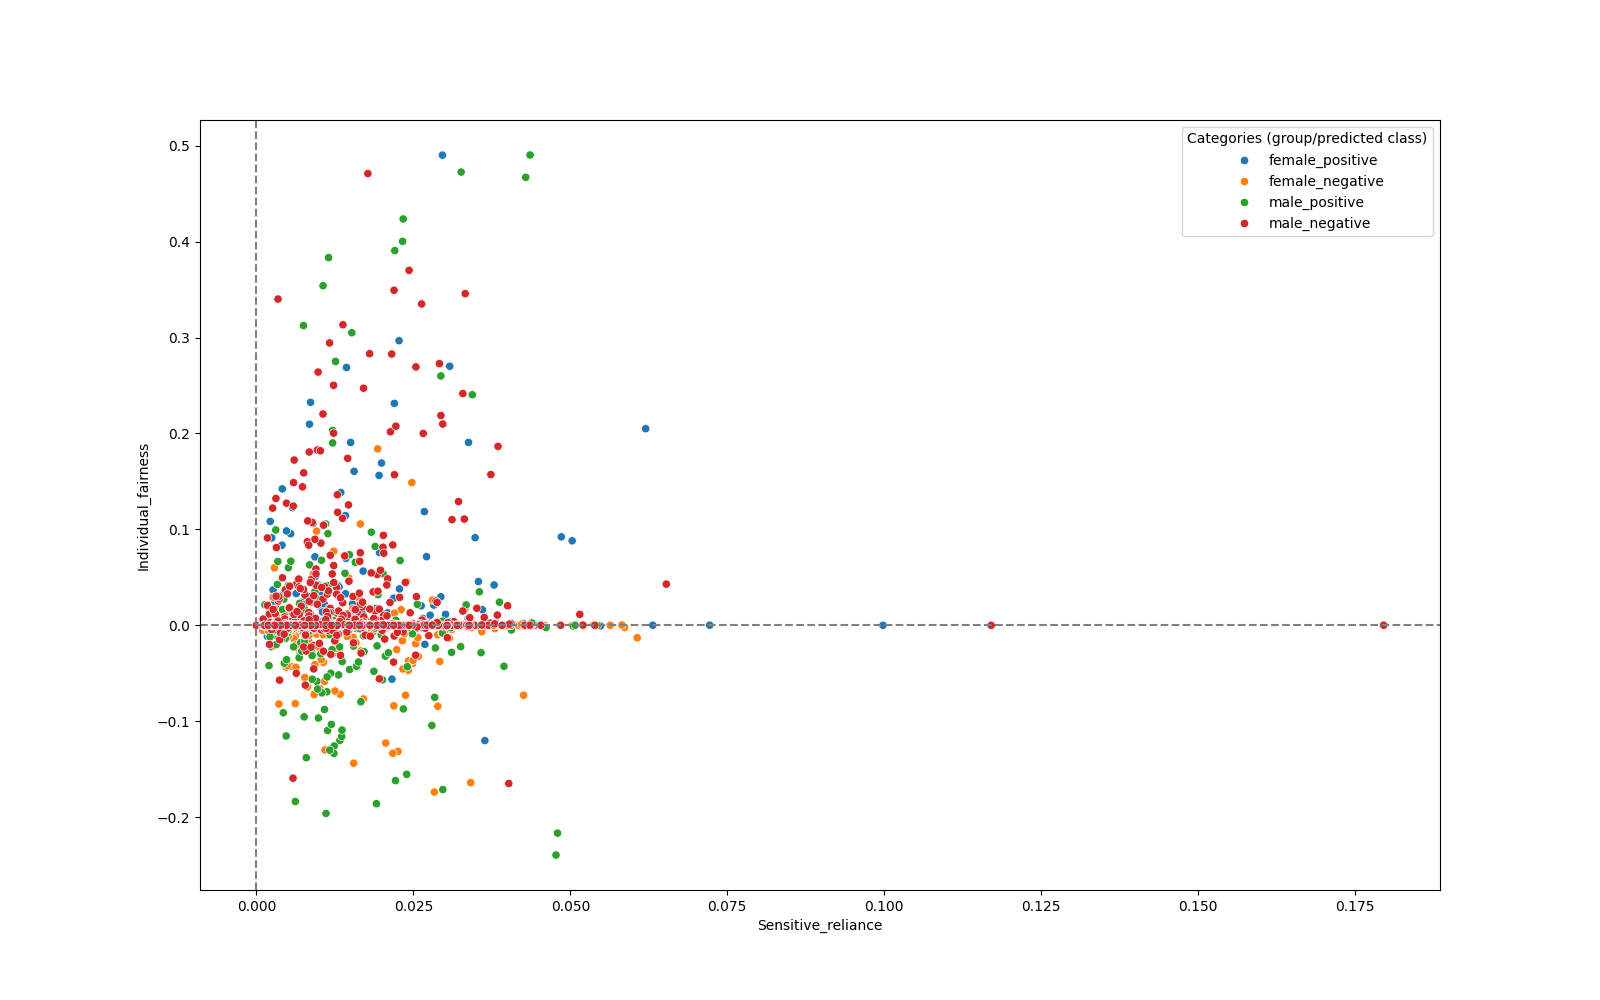 Categories (group/predicted class)
female_positive
female_negative
male_positive
male_negative
0.5
0.4
0.3
0.2
0.1
0.0
−0.1
−0.2
Individual_fairness
0.000 0.025 0.050 0.075 0.100 0.125 0.150 0.175
Sensitive_reliance